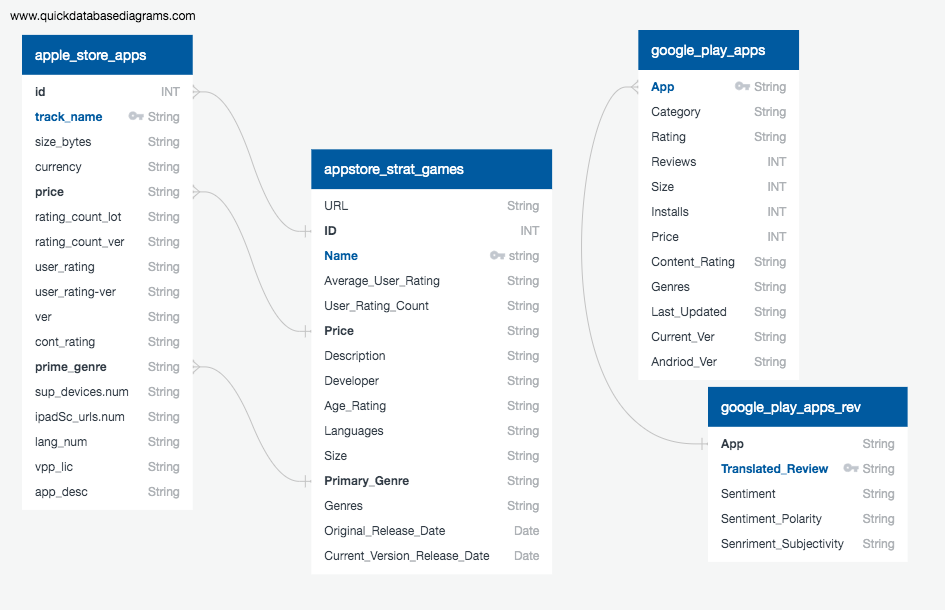 www.quickdatabasediagrams.com
apple_store_apps
id INT
track_name String
size_bytes String
currency String
price String
rating_count_lot String
rating_count_ver String
user_rating String
user_rating-ver String
ver String
cont_rating String
prime_genre String
sup_devices.num String
ipadSc_urls.num String
lang_num String
vpp_lic String
app_desc String
appstore_strat_games
URL String
ID INT
Name string
Average_User_Rating String
User_Rating_Count String
Price String
Description String
Developer String
Age_Rating String
Languages String
Size String
Primary_Genre String
Genres String
Original_Release_Date Date
Current_Version_Release_Date Date
google_play_apps
App String
Category String
Rating String
Reviews INT
Size INT
Installs INT
Price INT
Content_Rating String
Genres String
Last_Updated String
Current_Ver String
Andriod_Ver String
google_play_apps_rev
App String
Translated_Review String
Sentiment String
Sentiment_Polarity String
Senriment_Subjectivity String